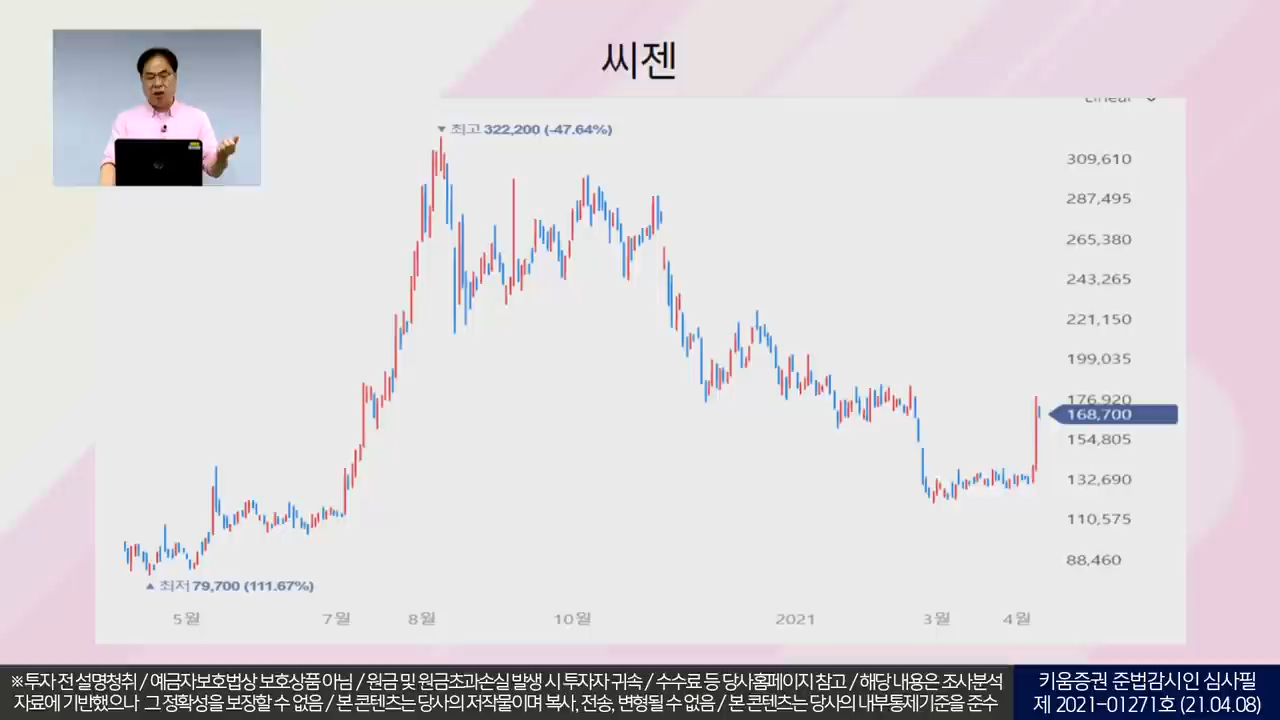 씨젠
Linear
▼ 최고 322,200 (-47.64%)
309,610
287,495
265,380
243,265
221,150
199,035
176,920
168,700
154,805
132,690
110,575
88,460
▲ 최저 79,700 (111.67%)
5월 7월 8월 10월 2021 3월 4월
※투자 전 설명청취 / 예금자보호법상 보호상품 아님 / 원금 및 원금초과손실 발생 시 투자자 귀속 / 수수료 등 당사홈페이지 참고 / 해당 내용은 조사분석
자료에 기반했으나 그 정확성을 보장할 수 없음 / 본 콘텐츠는 당사의 저작물이며 복사, 전송, 변형될 수 없음 / 본 콘텐츠는 당사의 내부통제기준을 준수
키움증권 준법감시인 심사필
제 2021-01271호 (21.04.08)